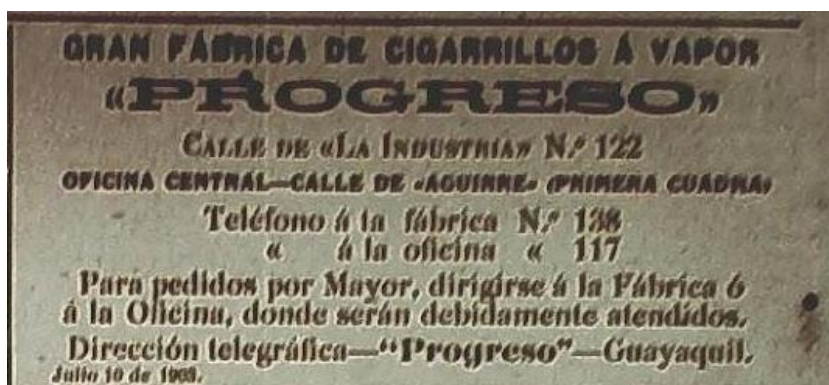 GRAN FÁBRICA DE CIGARRILLOS Á VAPOR
«PROGRESO»
CALLE DE «LA INDUSTRIA» N.º 122
OFICINA CENTRAL—CALLE DE «AGUIRRE» (PRIMERA CUADRA)
Teléfono á la fábrica N.º 138
« á la oficina « 117
Para pedidos por Mayor, dirigirse á la Fábrica ó
á la Oficina, donde serán debidamente atendidos.
Dirección telegráfica—“Progreso”—Guayaquil.
Julio 10 de 1903.